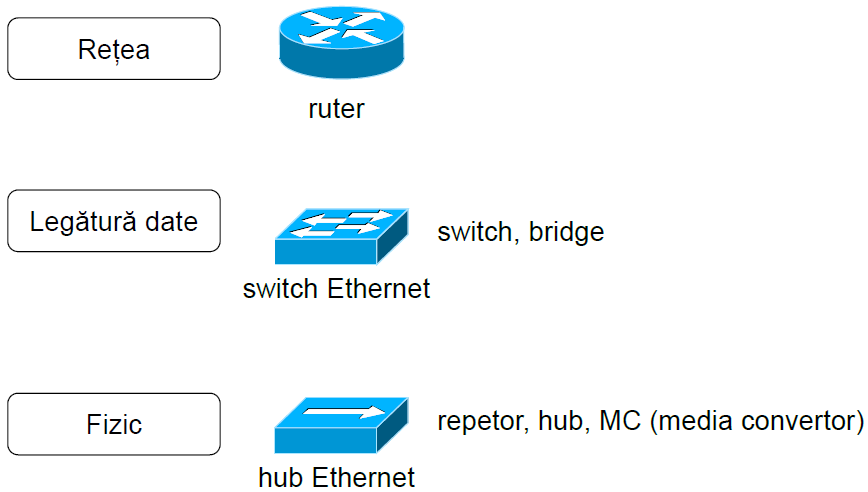 Rețea
ruter
Legătură date
switch, bridge
switch Ethernet
Fizic
repetor, hub, MC (media convertor)
hub Ethernet